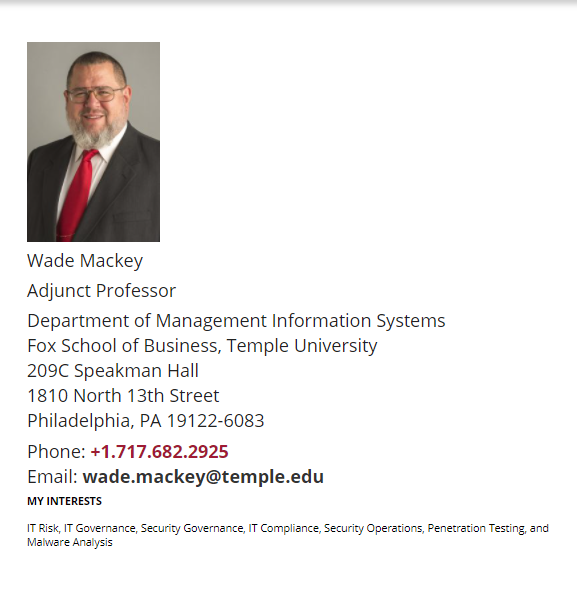 Wade Mackey
Adjunct Professor
Department of Management Information Systems
Fox School of Business, Temple University
209C Speakman Hall
1810 North 13th Street
Philadelphia, PA 19122-6083
Phone: +1.717.682.2925
Email: wade.mackey@temple.edu
MY INTERESTS
IT Risk, IT Governance, Security Governance, IT Compliance, Security Operations, Penetration Testing, and
Malware Analysis